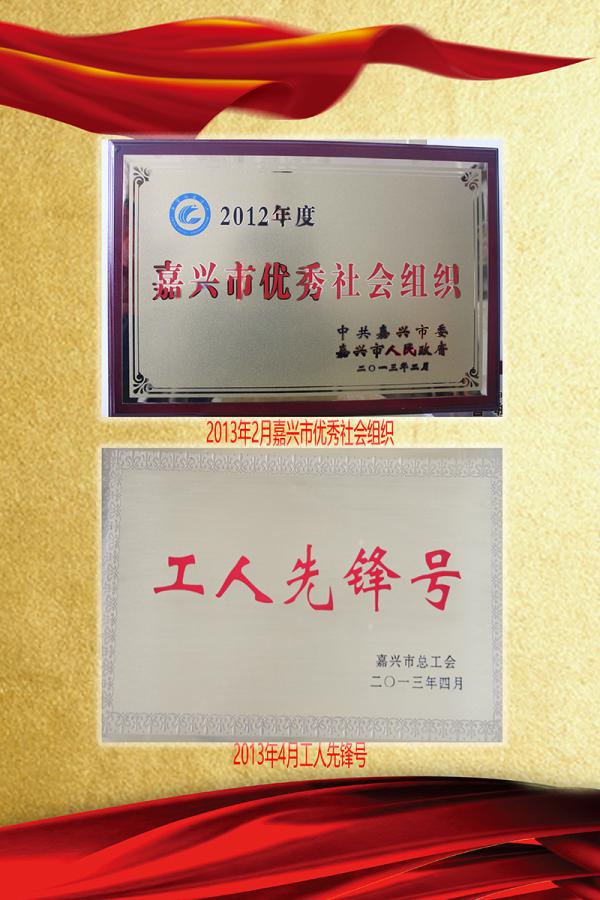 2012年度
嘉兴市优秀社会组织
中共嘉兴市委
嘉兴市人民政府
二〇一三年二月
2013年2月嘉兴市优秀社会组织
工人先锋号
嘉兴市总工会
二〇一三年四月
2013年4月工人先锋号